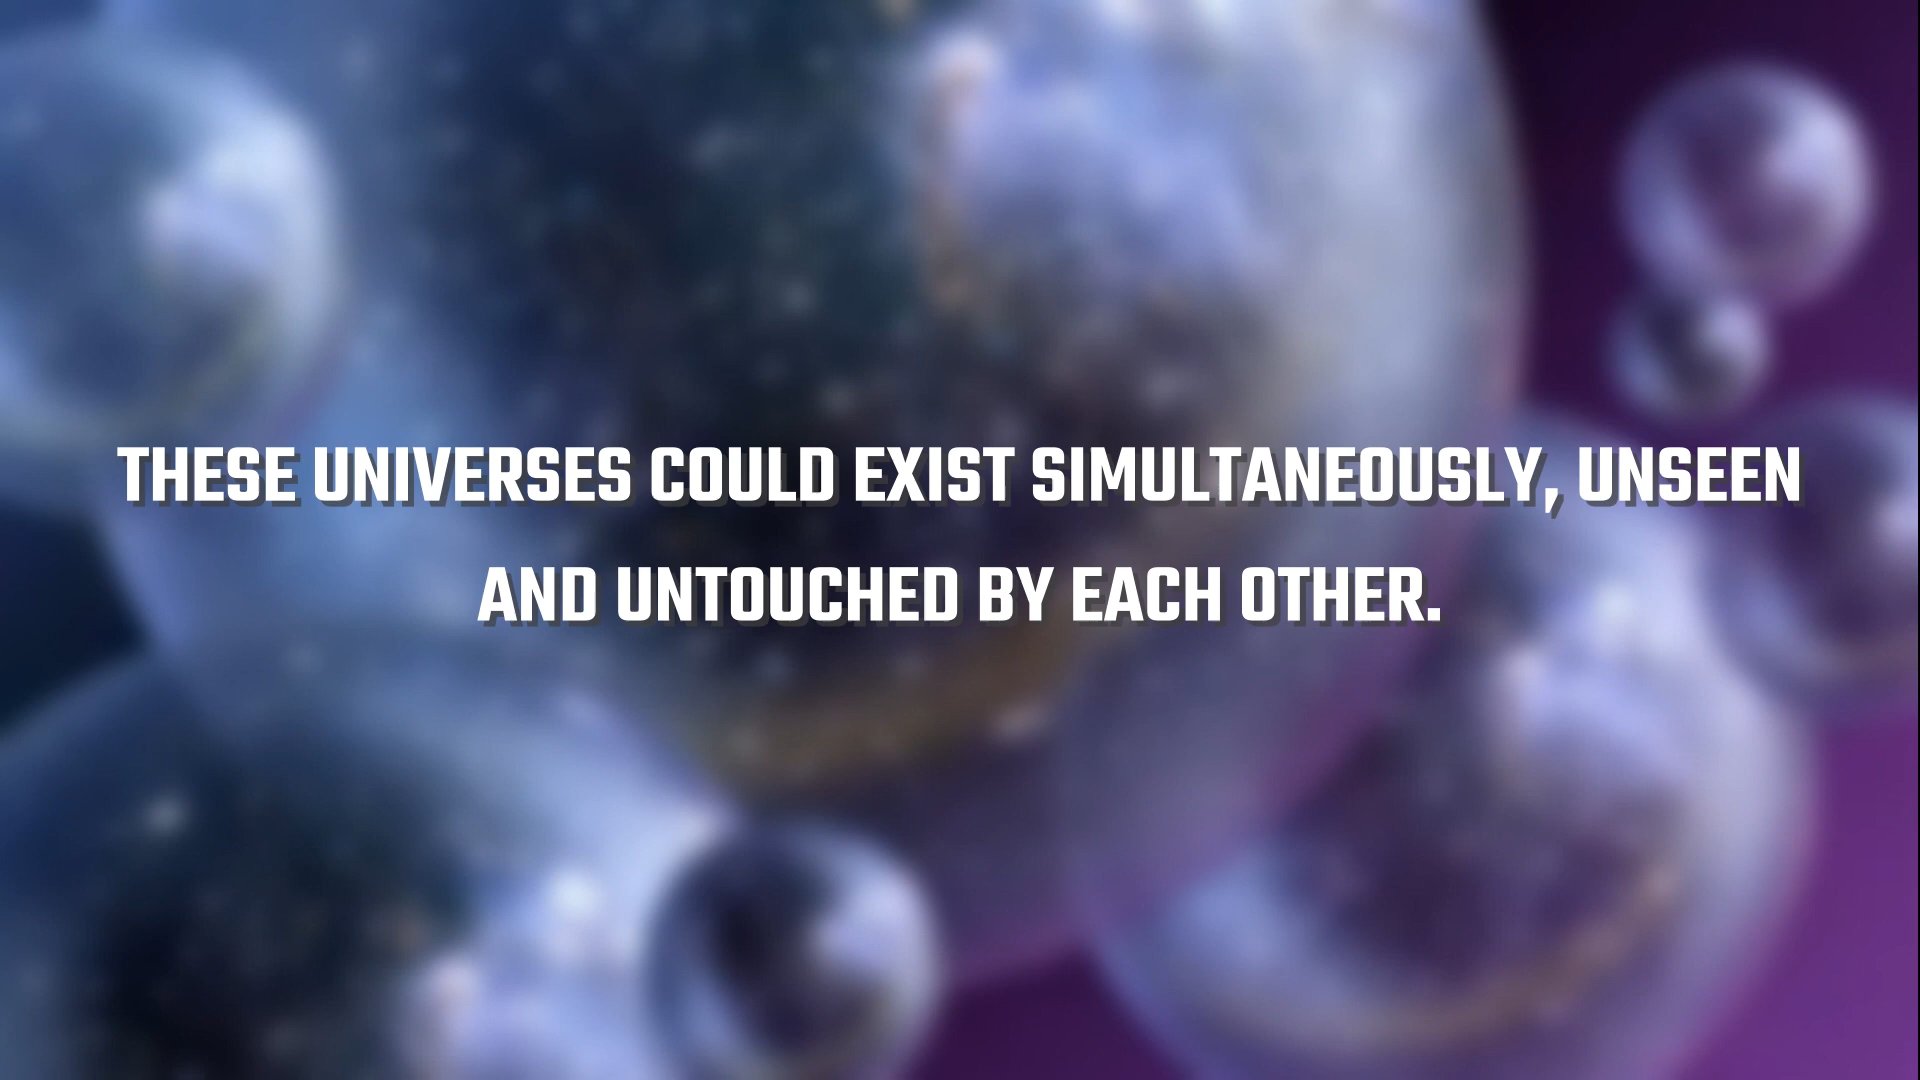 THESE UNIVERSES COULD EXIST SIMULTANEOUSLY, UNSEEN
AND UNTOUCHED BY EACH OTHER.